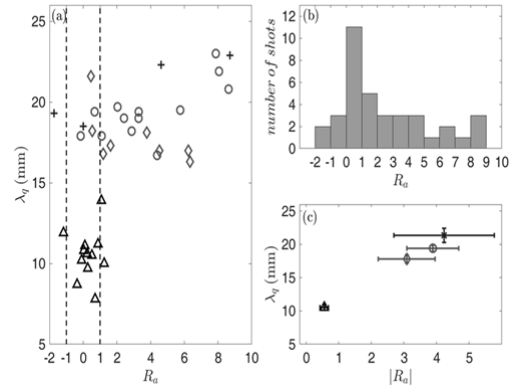 (a)
25
20
15
10
5
λq (mm)
-2 -1 0 1 2 4 6 8 10
Ra
(b)
12
10
8
6
4
2
0
number of shots
-2 -1 0 1 2 3 4 5 6 7 8 9 10
Ra
(c)
25
20
15
10
5
λq (mm)
0 1 2 3 4 5
|Ra|